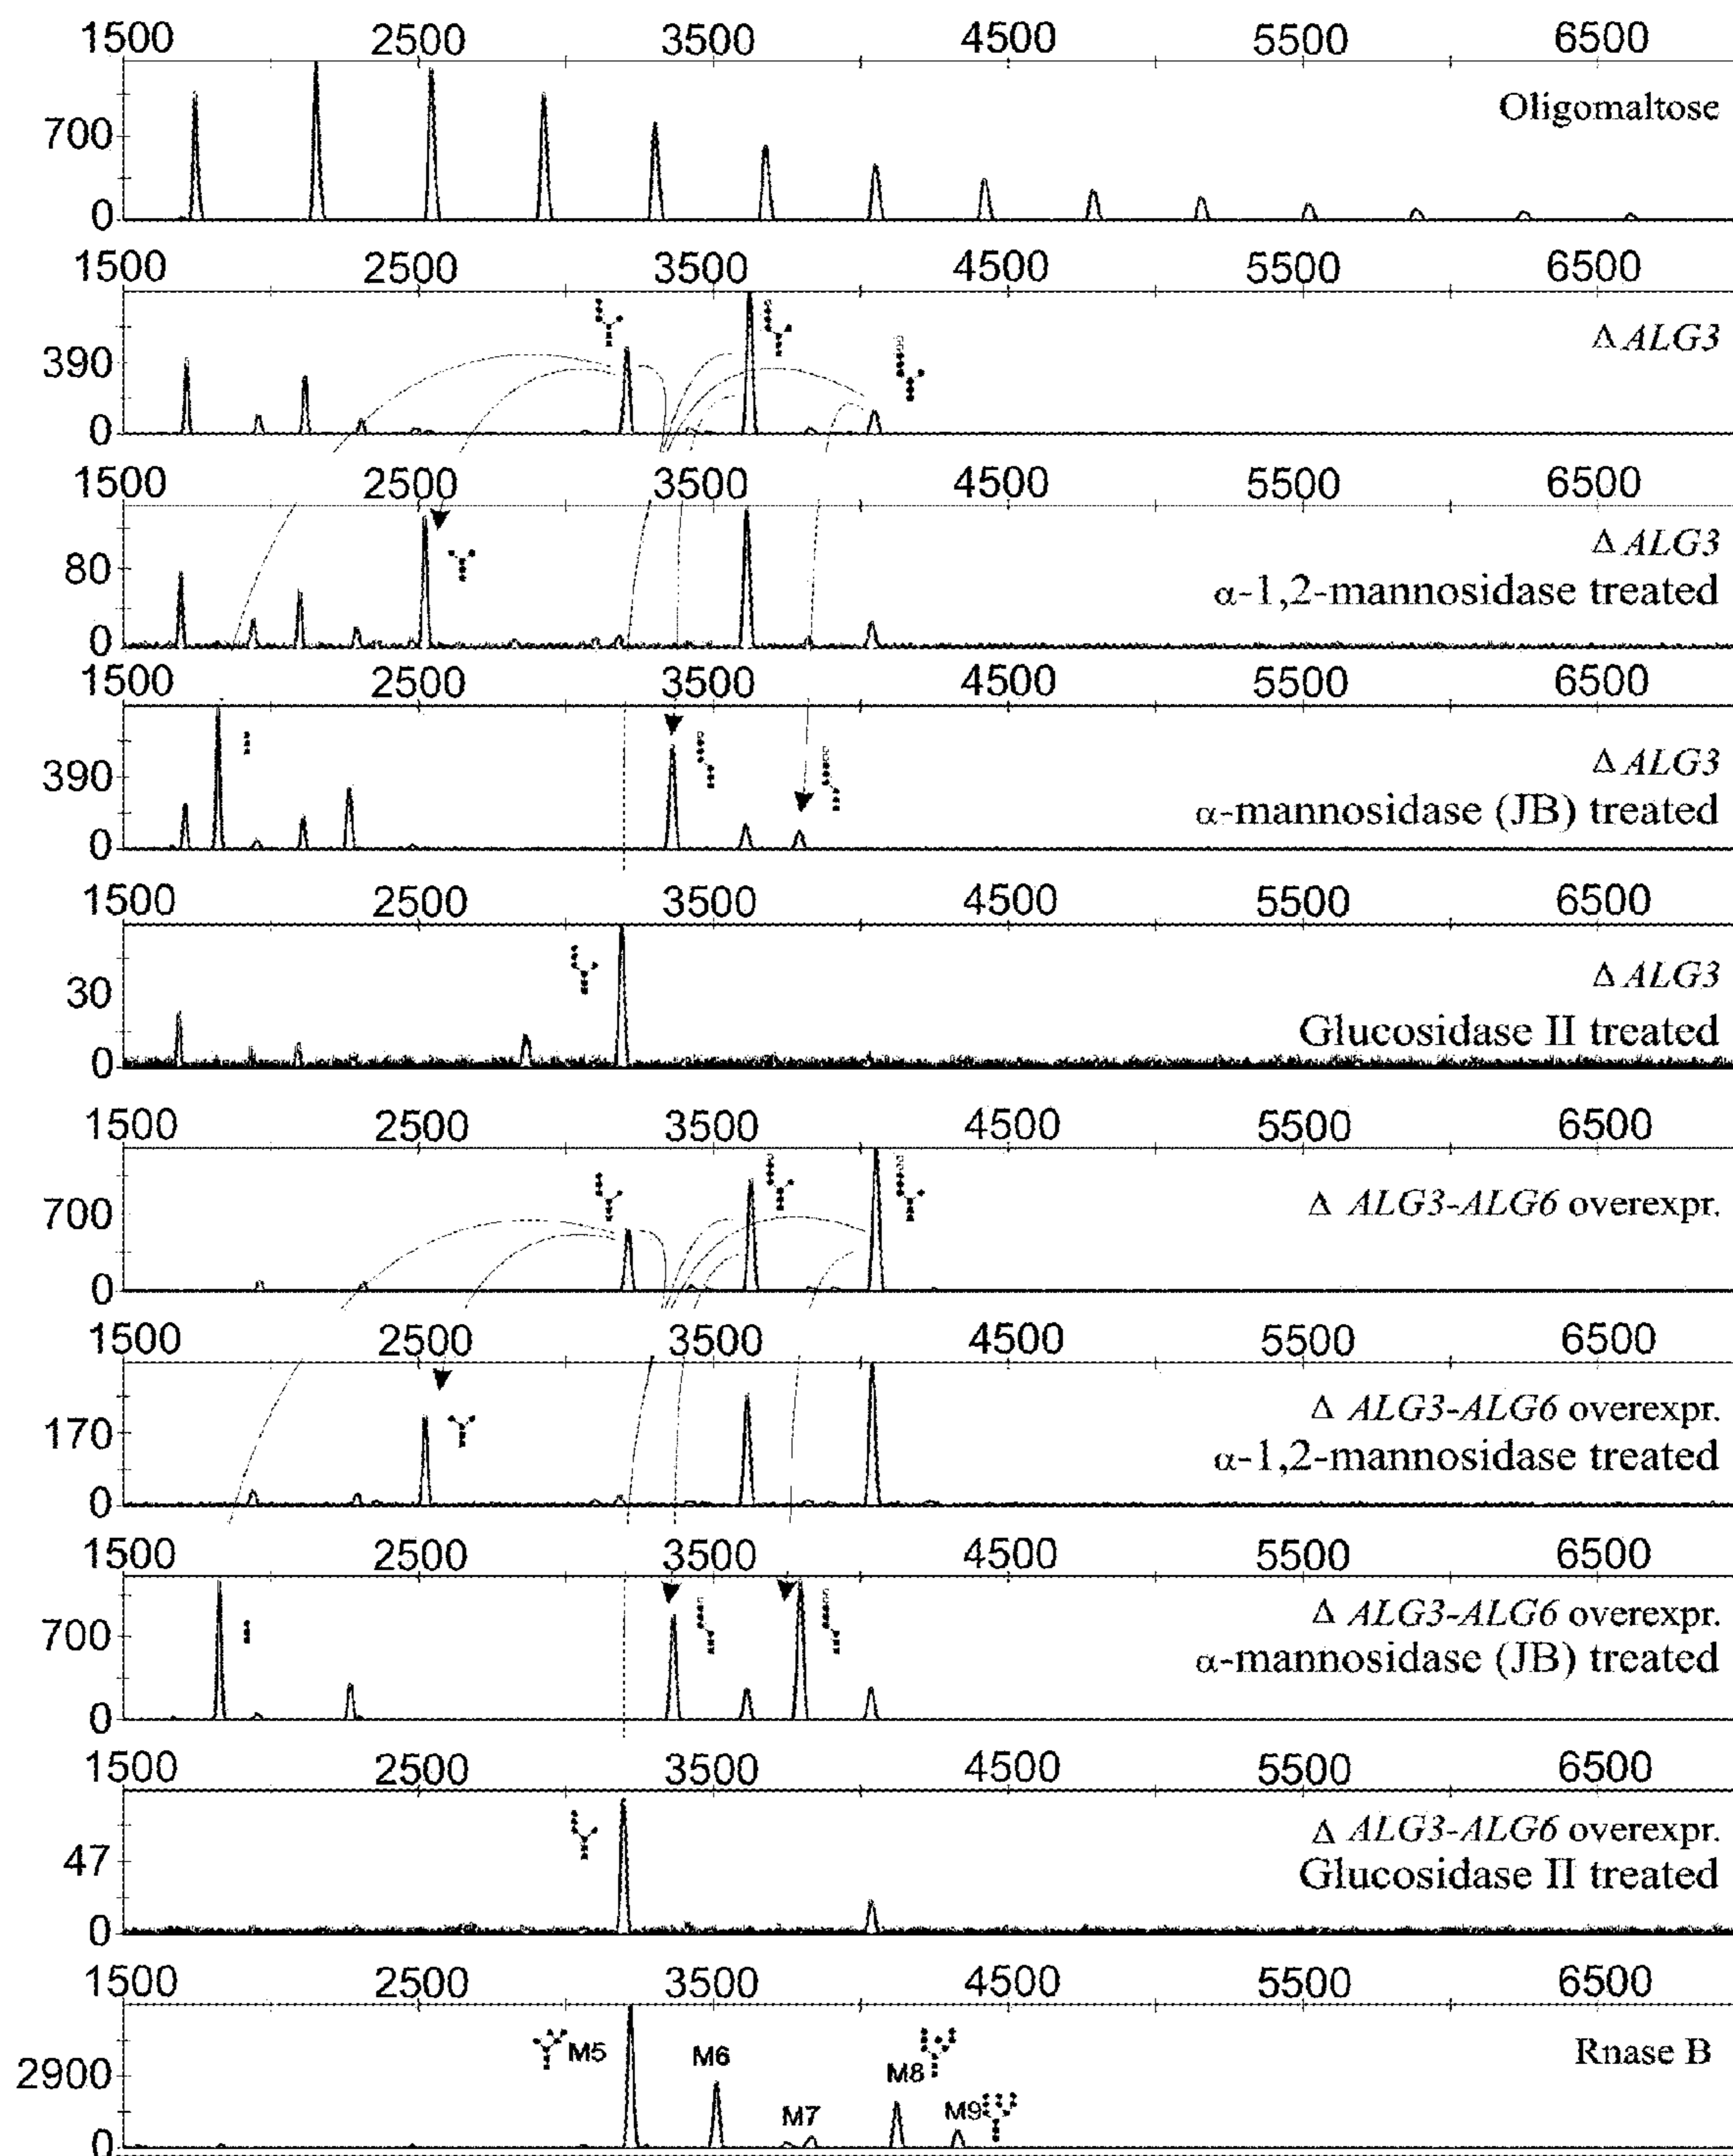 1500 2500 3500 4500 5500 6500
Oligomaltose
700
0
1500 2500 3500 4500 5500 6500
Δ ALG3
390
0
1500 2500 3500 4500 5500 6500
Δ ALG3
80
α-1,2-mannosidase treated
0
1500 2500 3500 4500 5500 6500
Δ ALG3
390
α-mannosidase (JB) treated
0
1500 2500 3500 4500 5500 6500
Δ ALG3
30
Glucosidase II treated
0
1500 2500 3500 4500 5500 6500
Δ ALG3-ALG6 overexpr.
700
0
1500 2500 3500 4500 5500 6500
Δ ALG3-ALG6 overexpr.
170
α-1,2-mannosidase treated
0
1500 2500 3500 4500 5500 6500
Δ ALG3-ALG6 overexpr.
700
α-mannosidase (JB) treated
0
1500 2500 3500 4500 5500 6500
Δ ALG3-ALG6 overexpr.
47
Glucosidase II treated
0
1500 2500 3500 4500 5500 6500
M5 M6 Rnase B
2900
M8
M7 M9
0